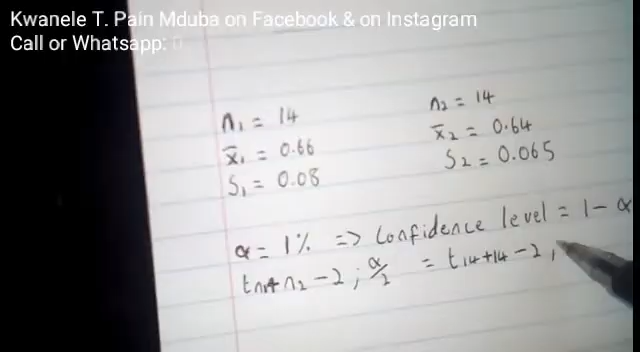 Kwanele T. Pain Mduba on Facebook & on Instagram
Call or Whatsapp:
n₁ = 14
x̄₁ = 0.66
S₁ = 0.08
n₂ = 14
x̄₂ = 0.64
S₂ = 0.065
α = 1% => Confidence level = 1 - α
tn₁+n₂-2; α/2 = t14+14-2,